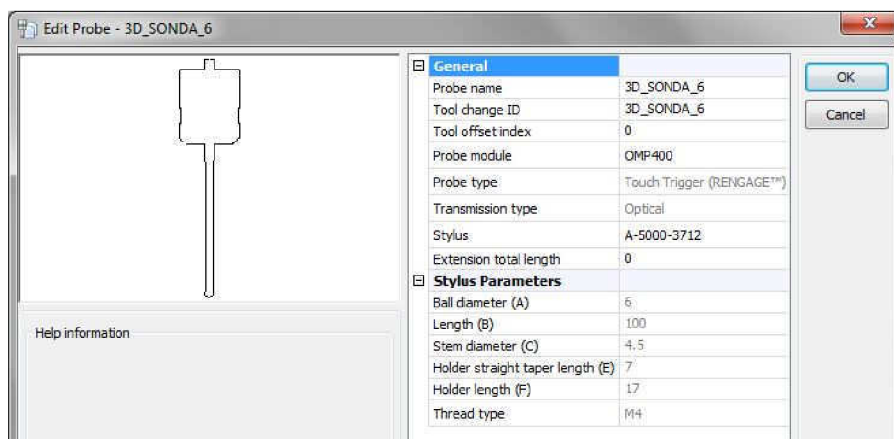 Edit Probe - 3D_SONDA_6
General
Probe name 3D_SONDA_6
Tool change ID 3D_SONDA_6
Tool offset index 0
Probe module OMP400
Probe type Touch Trigger (RENGAGE™)
Transmission type Optical
Stylus A-5000-3712
Extension total length 0
Stylus Parameters
Ball diameter (A) 6
Length (B) 100
Stem diameter (C) 4.5
Holder straight taper length (E) 7
Holder length (F) 17
Thread type M4
Help information
OK
Cancel